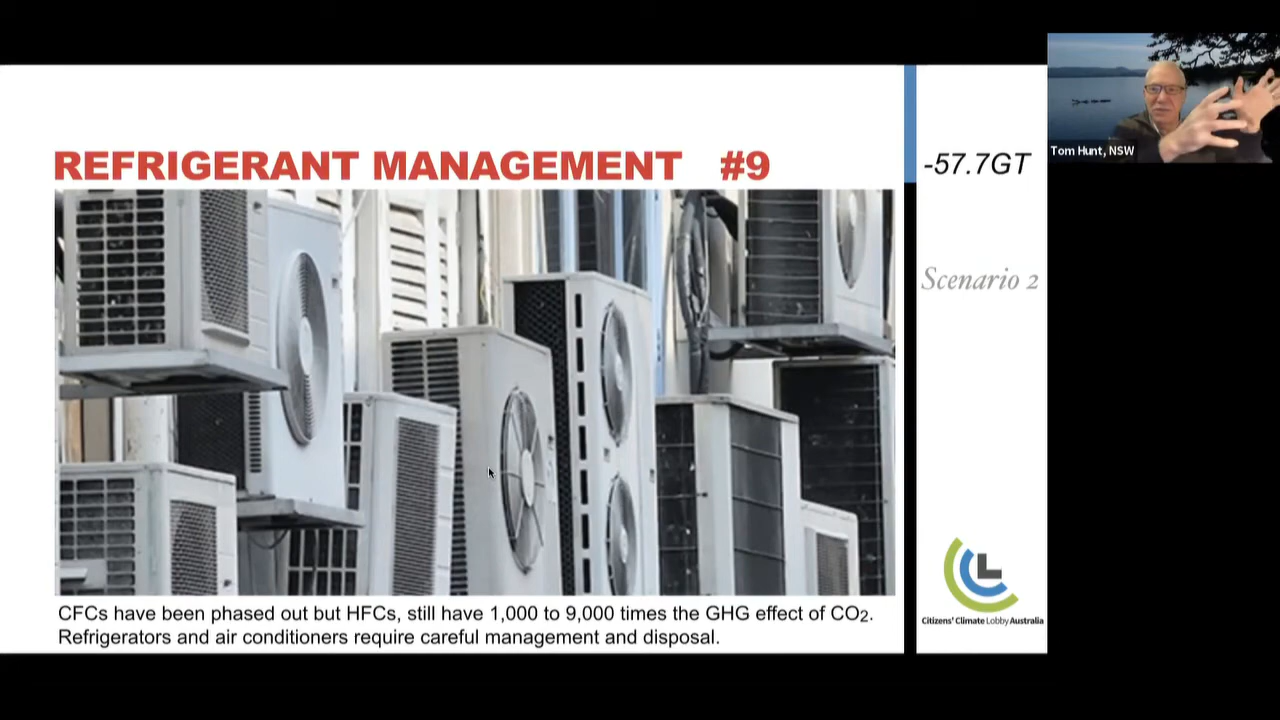 REFRIGERANT MANAGEMENT #9
-57.7GT
Scenario 2
CFCs have been phased out but HFCs, still have 1,000 to 9,000 times the GHG effect of CO2.
Refrigerators and air conditioners require careful management and disposal.
CL
Citizens' Climate Lobby Australia
Tom Hunt, NSW